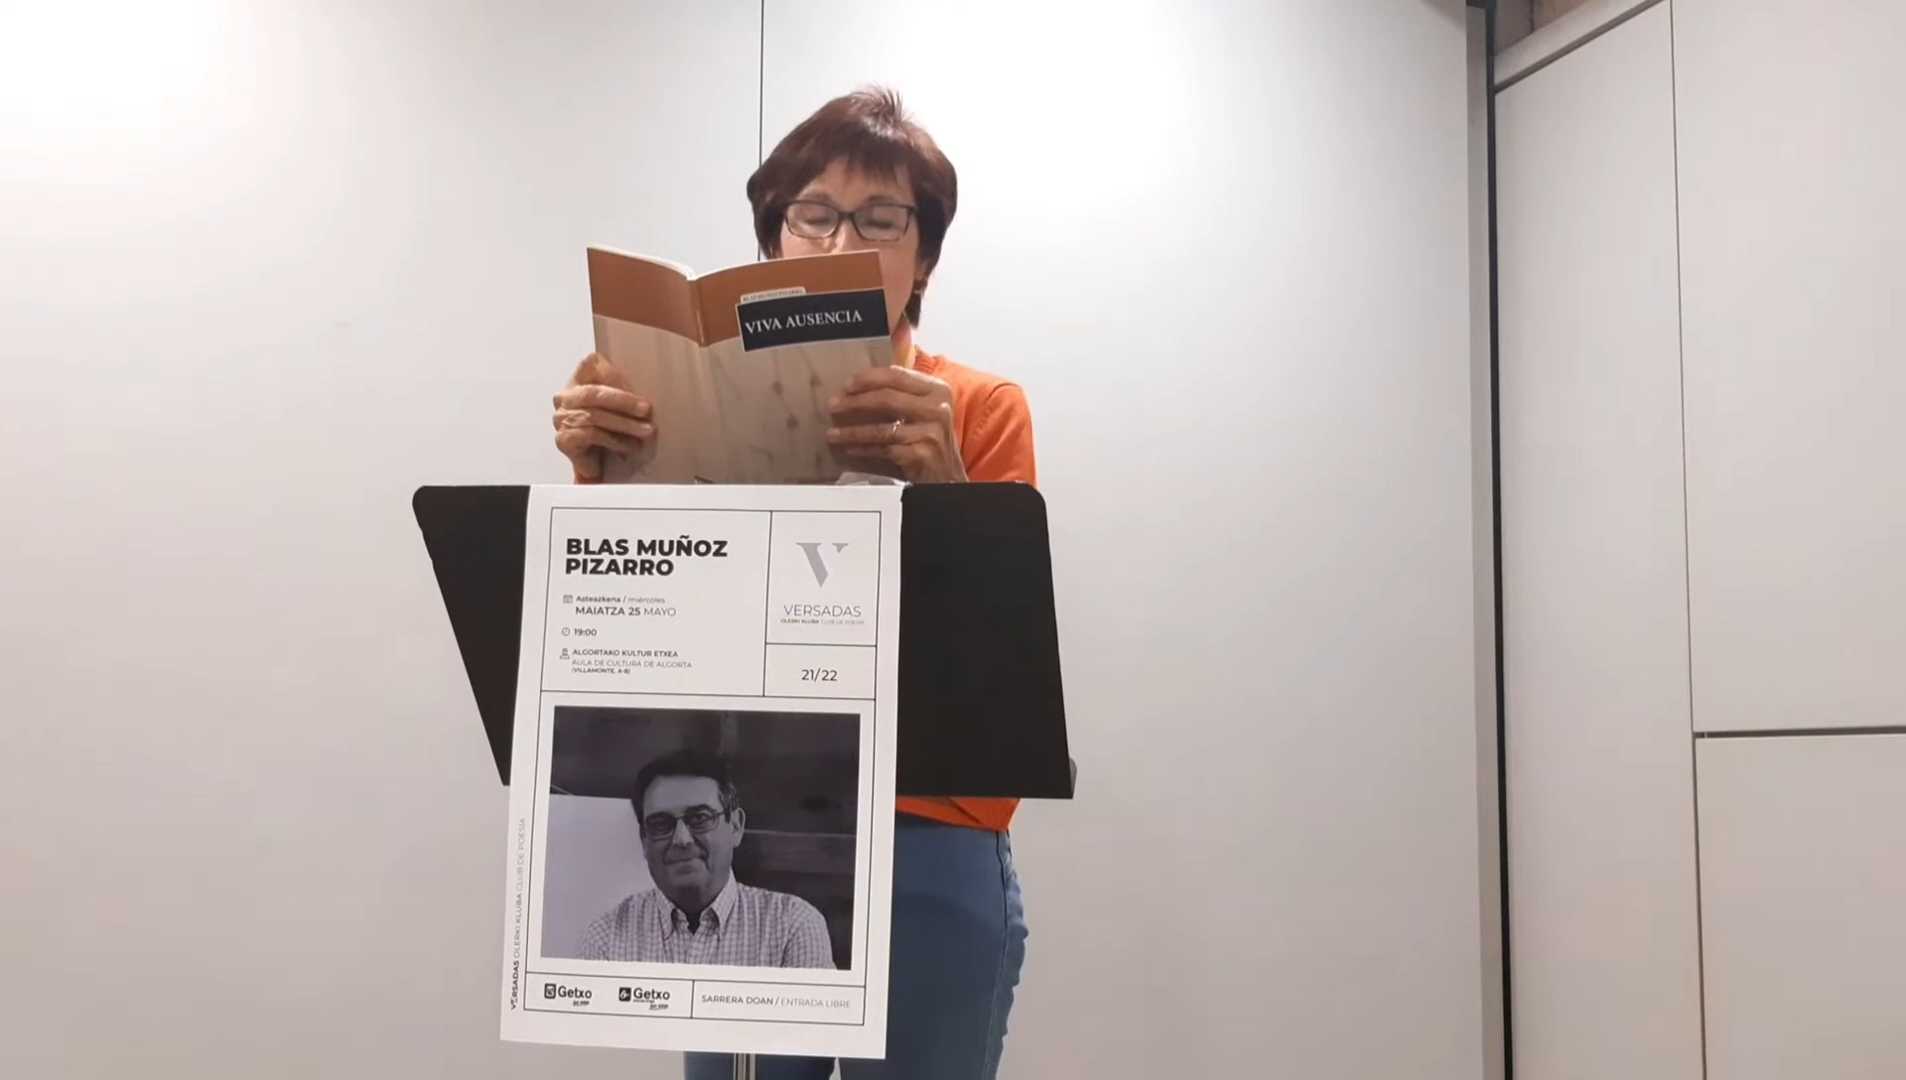 BLAS MUÑOZ PIZARRO
VIVA AUSENCIA
BLAS MUÑOZ
PIZARRO
Asteazkena / miércoles
MAIATZA 25 MAYO
19:00
ALGORTAKO KULTUR ETXEA
AULA DE CULTURA DE ALGORTA
(VILLAMONTE, A-8)
V
VERSADAS
OLERKI KLUBA CLUB DE POESÍA
21/22
VERSADAS OLERKI KLUBA CLUB DE POESÍA
Getxo
Getxo
SARRERA DOAN / ENTRADA LIBRE